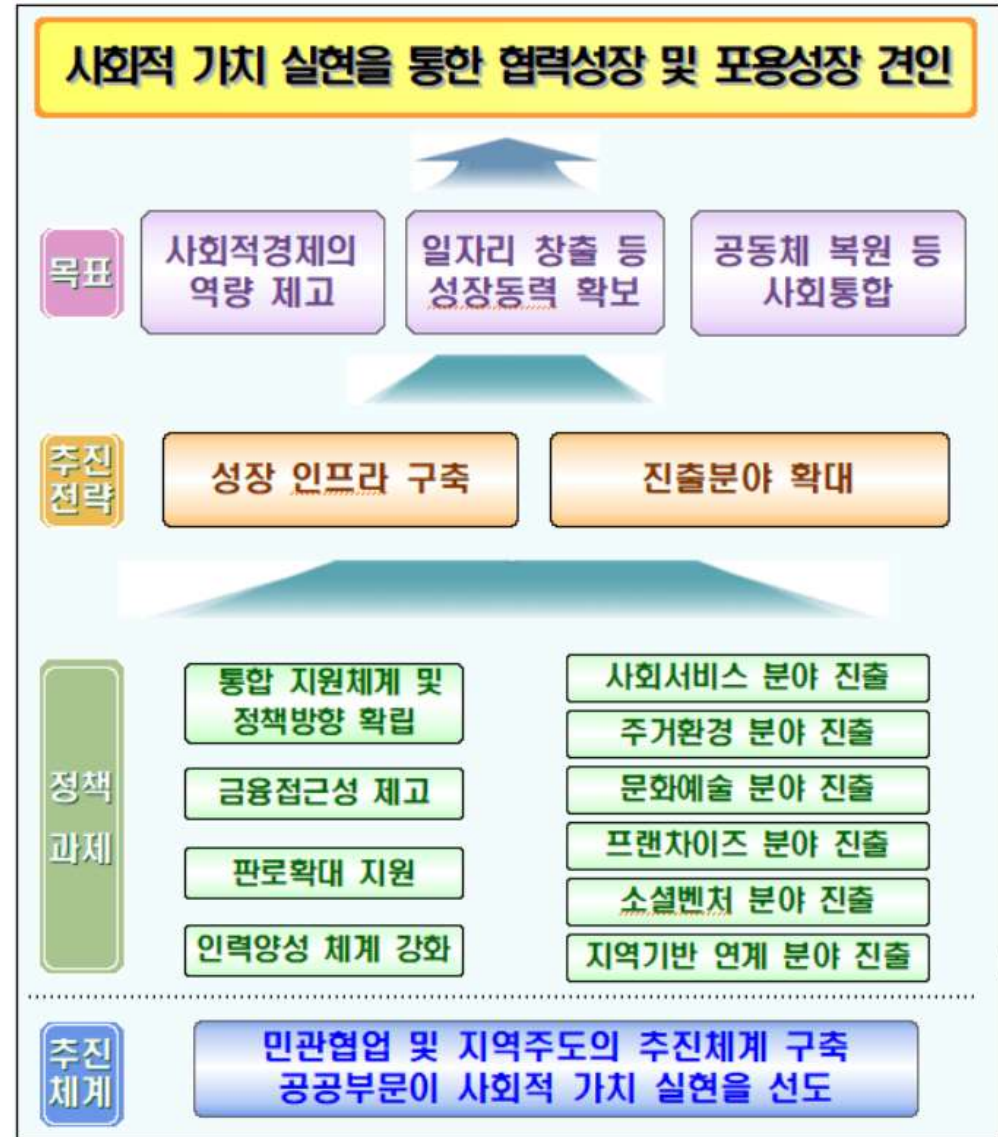 사회적 가치 실현을 통한 협력성장 및 포용성장 견인
목표
사회적경제의
역량 제고
일자리 창출 등
성장동력 확보
공동체 복원 등
사회통합
추진
전략
성장 인프라 구축
진출분야 확대
정책
과제
통합 지원체계 및
정책방향 확립
금융접근성 제고
판로확대 지원
인력양성 체계 강화
사회서비스 분야 진출
주거환경 분야 진출
문화예술 분야 진출
프랜차이즈 분야 진출
소셜벤처 분야 진출
지역기반 연계 분야 진출
추진
체계
민관협업 및 지역주도의 추진체계 구축
공공부문이 사회적 가치 실현을 선도